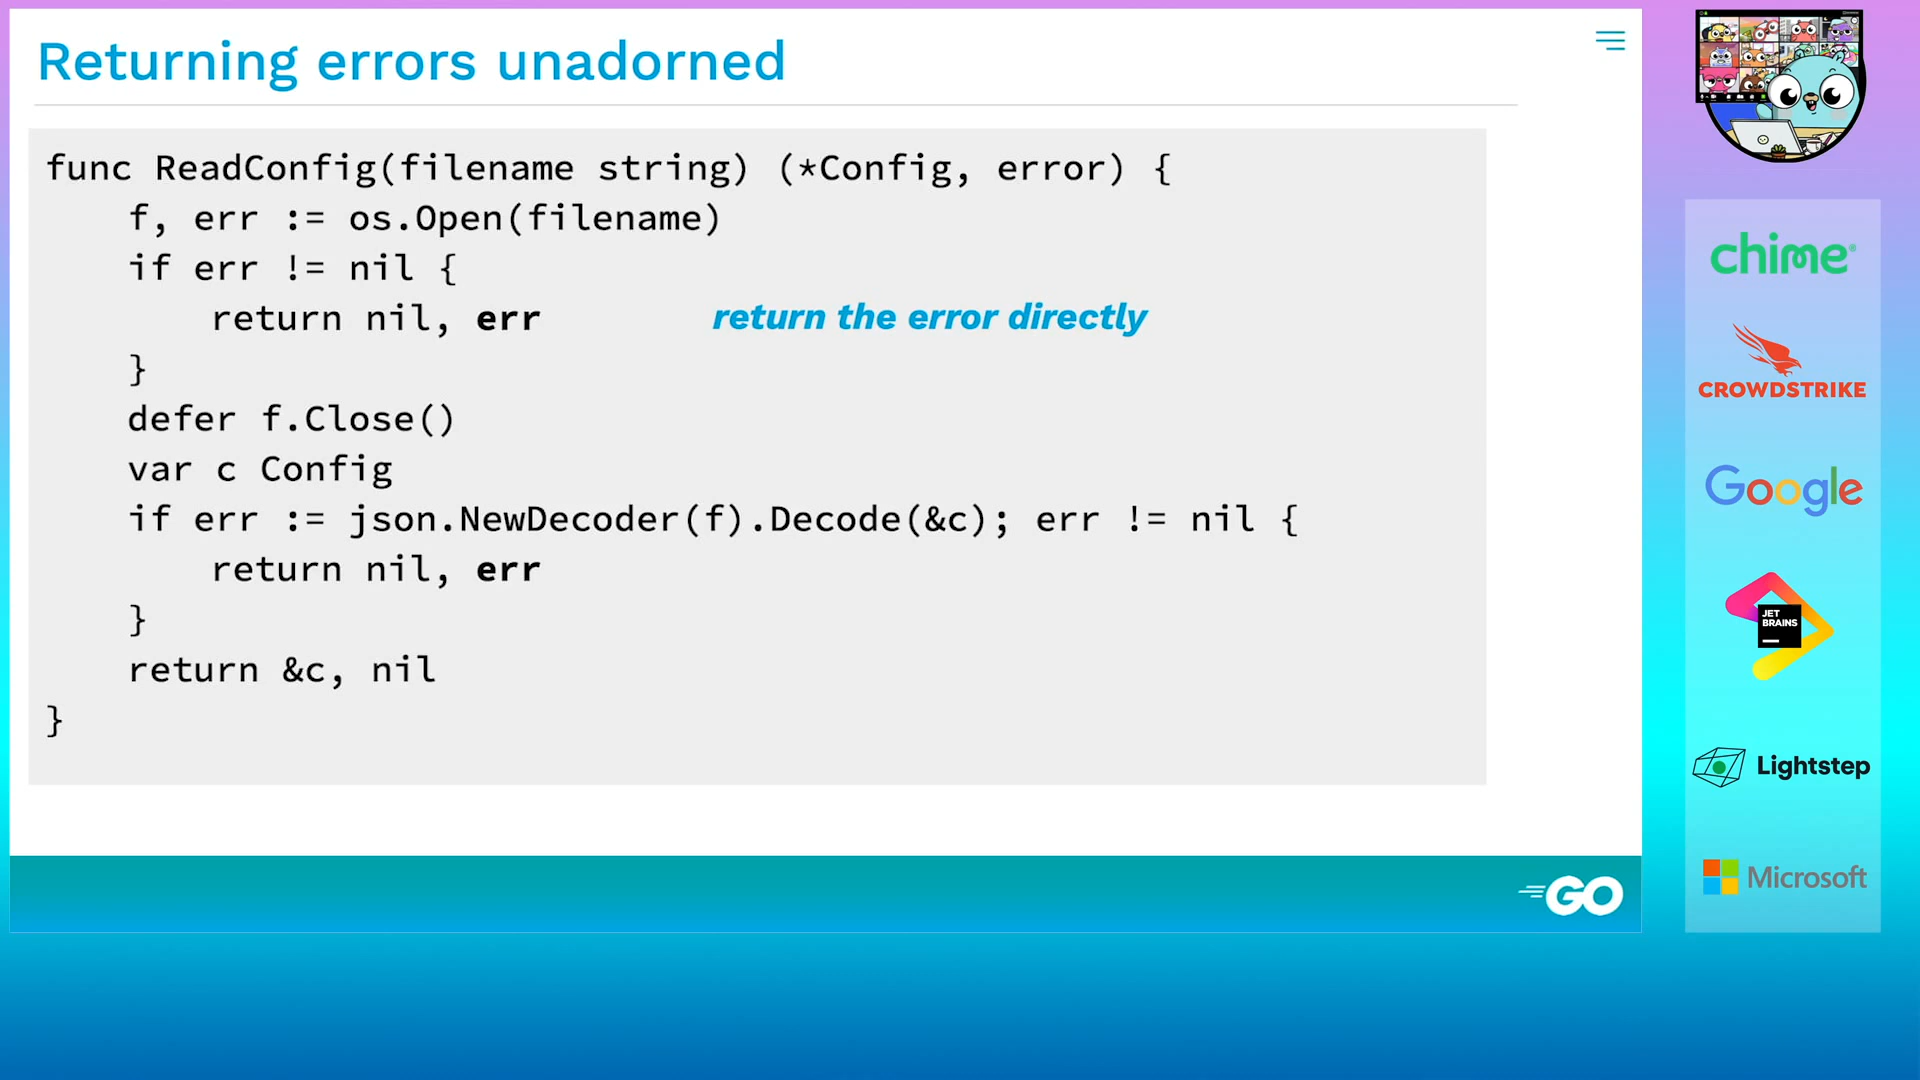 Returning errors unadorned
func ReadConfig(filename string) (*Config, error) {
    f, err := os.Open(filename)
    if err != nil {
        return nil, err
return the error directly
    }
    defer f.Close()
    var c Config
    if err := json.NewDecoder(f).Decode(&c); err != nil {
        return nil, err
    }
    return &c, nil
}
GO
chime®
CROWDSTRIKE
Google
JET
BRAINS
Lightstep
Microsoft